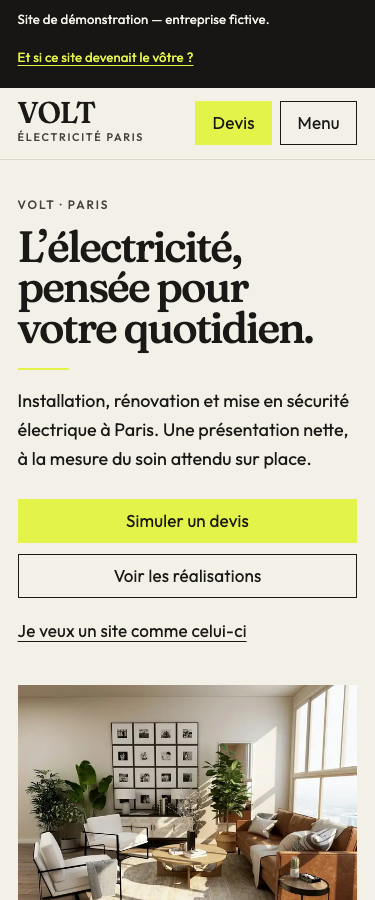 Site de démonstration — entreprise fictive.
Et si ce site devenait le vôtre ?
VOLT
ÉLECTRICITÉ PARIS
Devis
Menu
VOLT · PARIS
L’électricité,
pensée pour
votre quotidien.
Installation, rénovation et mise en sécurité
électrique à Paris. Une présentation nette,
à la mesure du soin attendu sur place.
Simuler un devis
Voir les réalisations
Je veux un site comme celui-ci